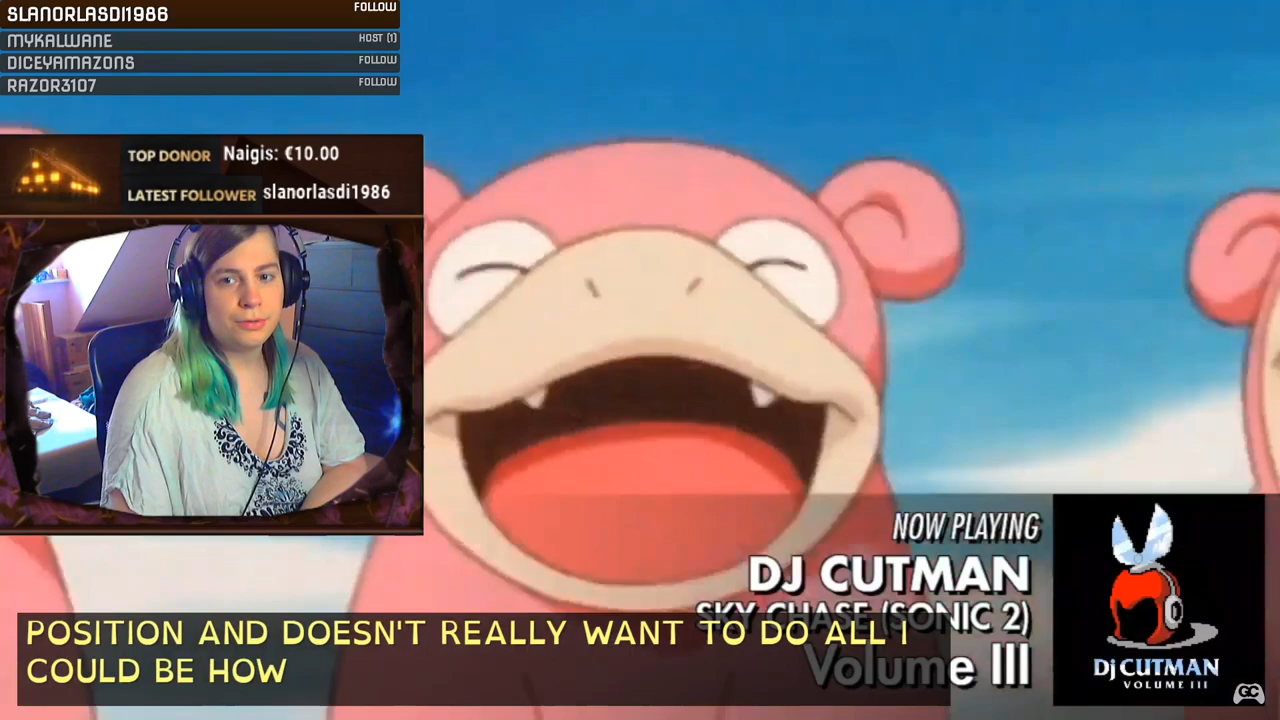 SLANORLASDI1986 FOLLOW
MYKALWANE HOST (1)
DICEYAMAZONS FOLLOW
RAZOR3107 FOLLOW
TOP DONOR Naigis: €10.00
LATEST FOLLOWER slanorlasdi1986
NOW PLAYING
DJ CUTMAN
SKY CHASE (SONIC 2)
Volume III
Dj CUTMAN
VOLUME III
GC
POSITION AND DOESN'T REALLY WANT TO DO ALL I
COULD BE HOW